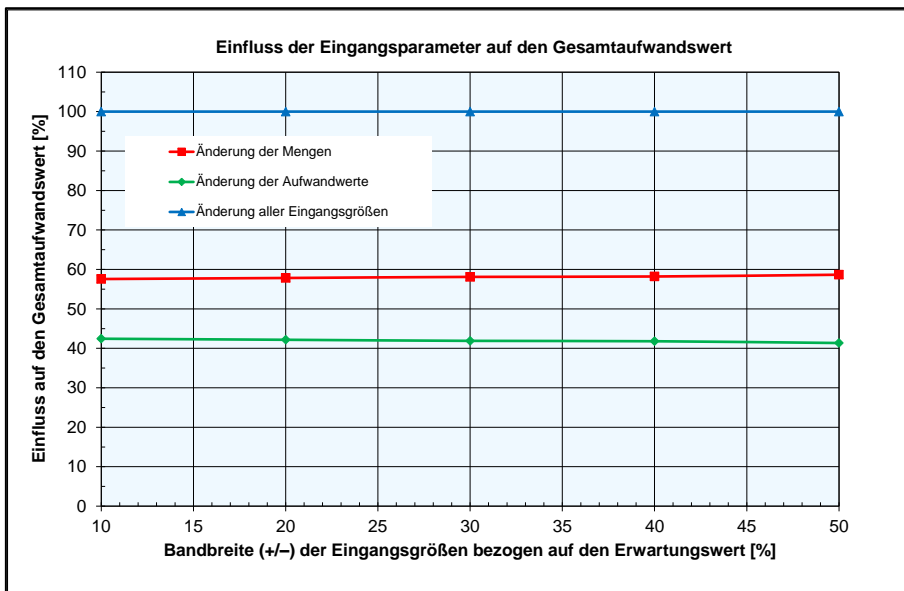 Einfluss der Eingangsparameter auf den Gesamtaufwandswert
Einfluss auf den Gesamtaufwandswert [%]
110
100
90
80
70
60
50
40
30
20
10
0
Änderung der Mengen
Änderung der Aufwandwerte
Änderung aller Eingangsgrößen
10 15 20 25 30 35 40 45 50
Bandbreite (+/–) der Eingangsgrößen bezogen auf den Erwartungswert [%]